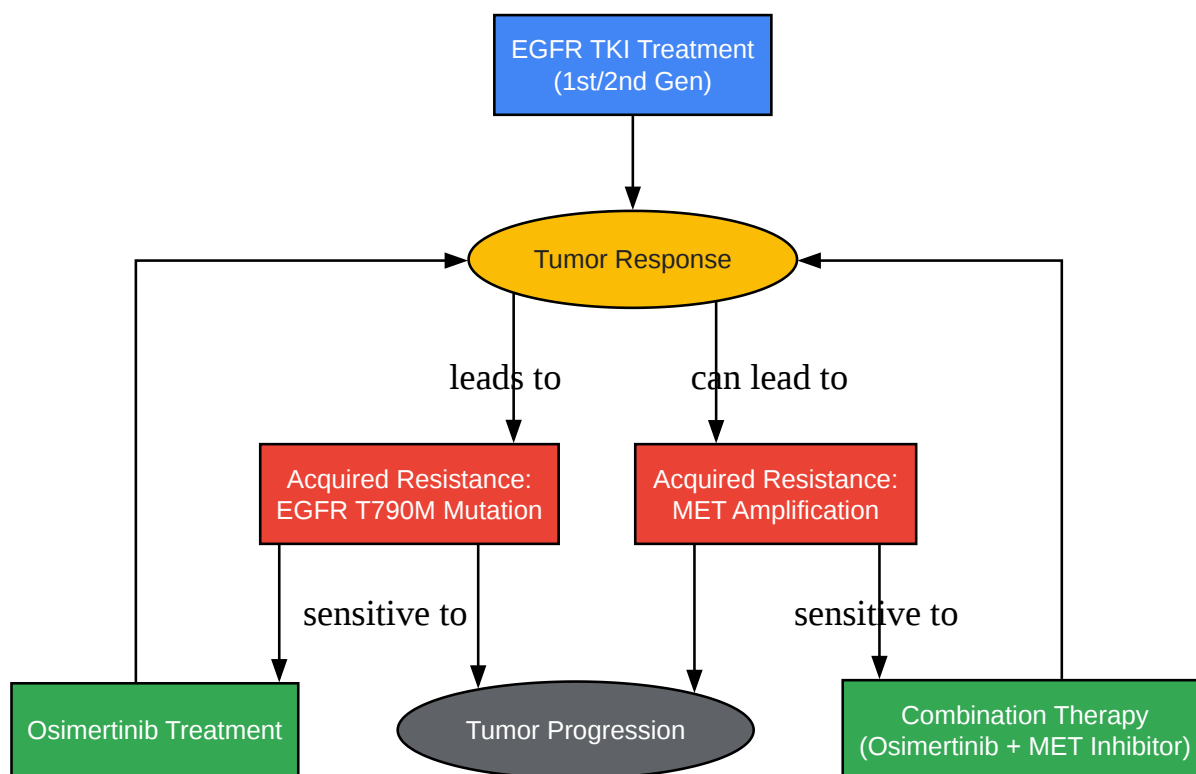 EGFR TKI Treatment
(1st/2nd Gen)
Tumor Response
leads to
can lead to
Acquired Resistance:
EGFR T790M Mutation
Acquired Resistance:
MET Amplification
sensitive to
sensitive to
Osimertinib Treatment
Tumor Progression
Combination Therapy
(Osimertinib + MET Inhibitor)